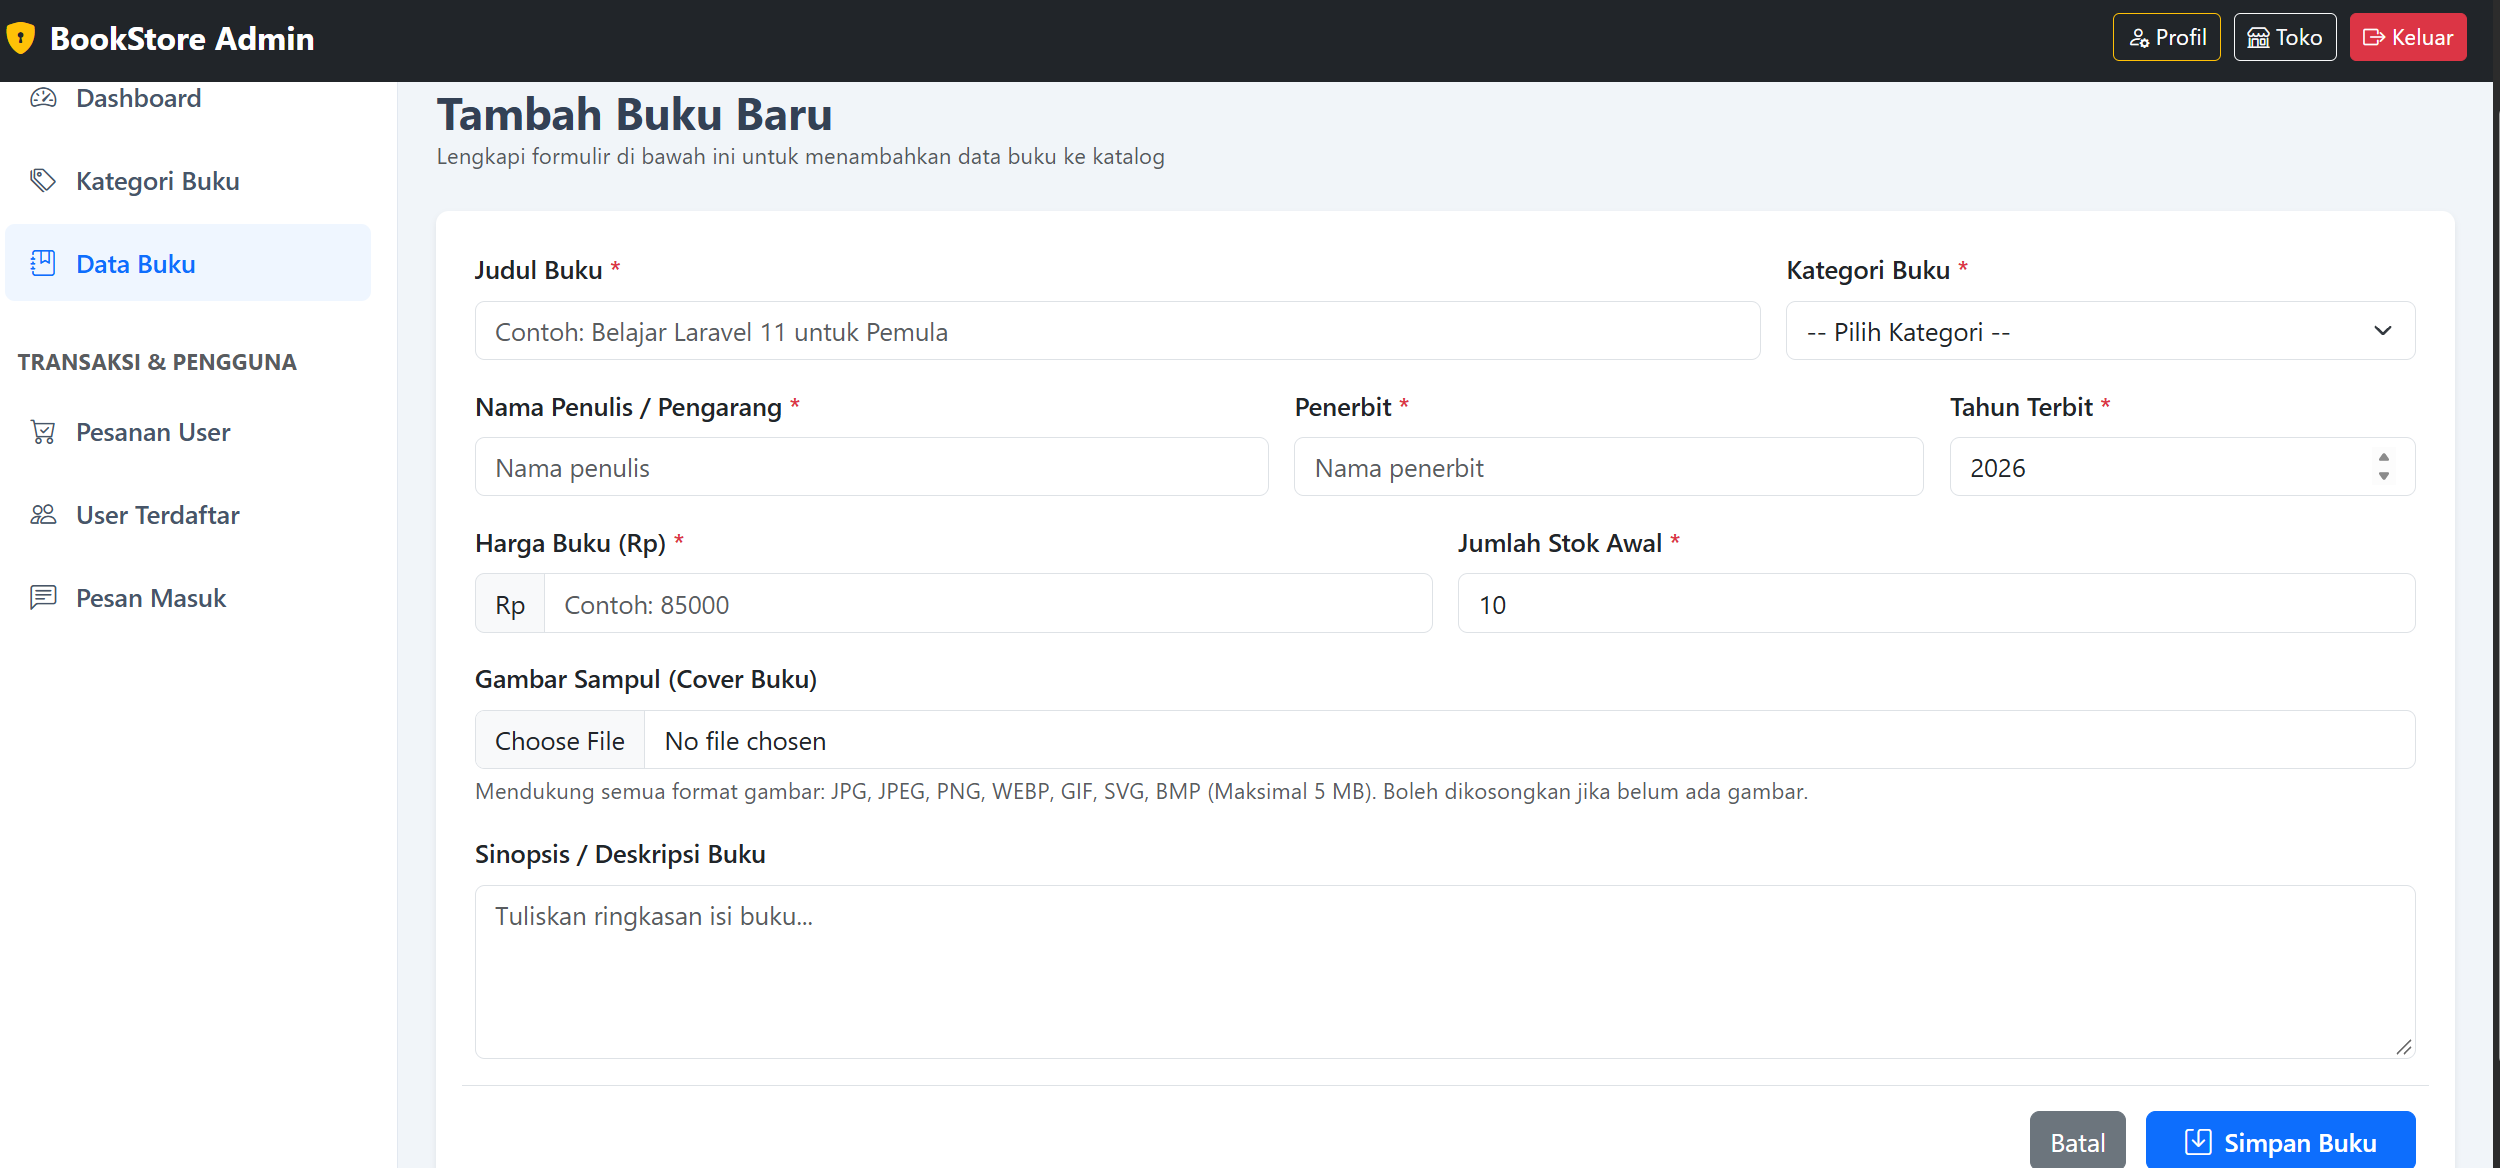 BookStore Admin
Profil
Toko
Keluar
Dashboard
Kategori Buku
Data Buku
TRANSAKSI & PENGGUNA
Pesanan User
User Terdaftar
Pesan Masuk
Tambah Buku Baru
Lengkapi formulir di bawah ini untuk menambahkan data buku ke katalog
Judul Buku *
Contoh: Belajar Laravel 11 untuk Pemula
Kategori Buku *
-- Pilih Kategori --
Nama Penulis / Pengarang *
Nama penulis
Penerbit *
Nama penerbit
Tahun Terbit *
2026
Harga Buku (Rp) *
Rp
Contoh: 85000
Jumlah Stok Awal *
10
Gambar Sampul (Cover Buku)
Choose File
No file chosen
Mendukung semua format gambar: JPG, JPEG, PNG, WEBP, GIF, SVG, BMP (Maksimal 5 MB). Boleh dikosongkan jika belum ada gambar.
Sinopsis / Deskripsi Buku
Tuliskan ringkasan isi buku...
Batal
Simpan Buku